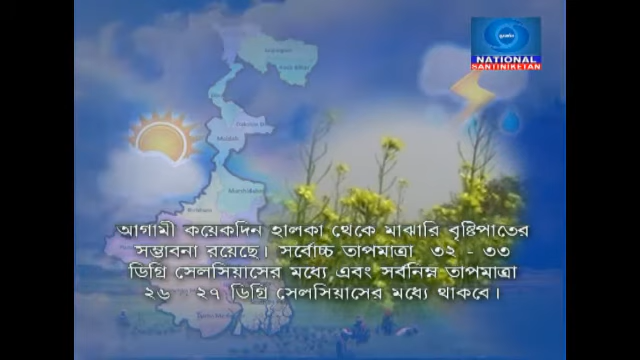 NATIONAL
SANTINIKETAN
আগামী কয়েকদিন হালকা থেকে মাঝারি বৃষ্টিপাতের
সম্ভাবনা রয়েছে। সর্বোচ্চ তাপমাত্রা ৩২ - ৩৩
ডিগ্রি সেলসিয়াসের মধ্যে এবং সর্বনিম্ন তাপমাত্রা
২৬ - ২৭ ডিগ্রি সেলসিয়াসের মধ্যে থাকবে।